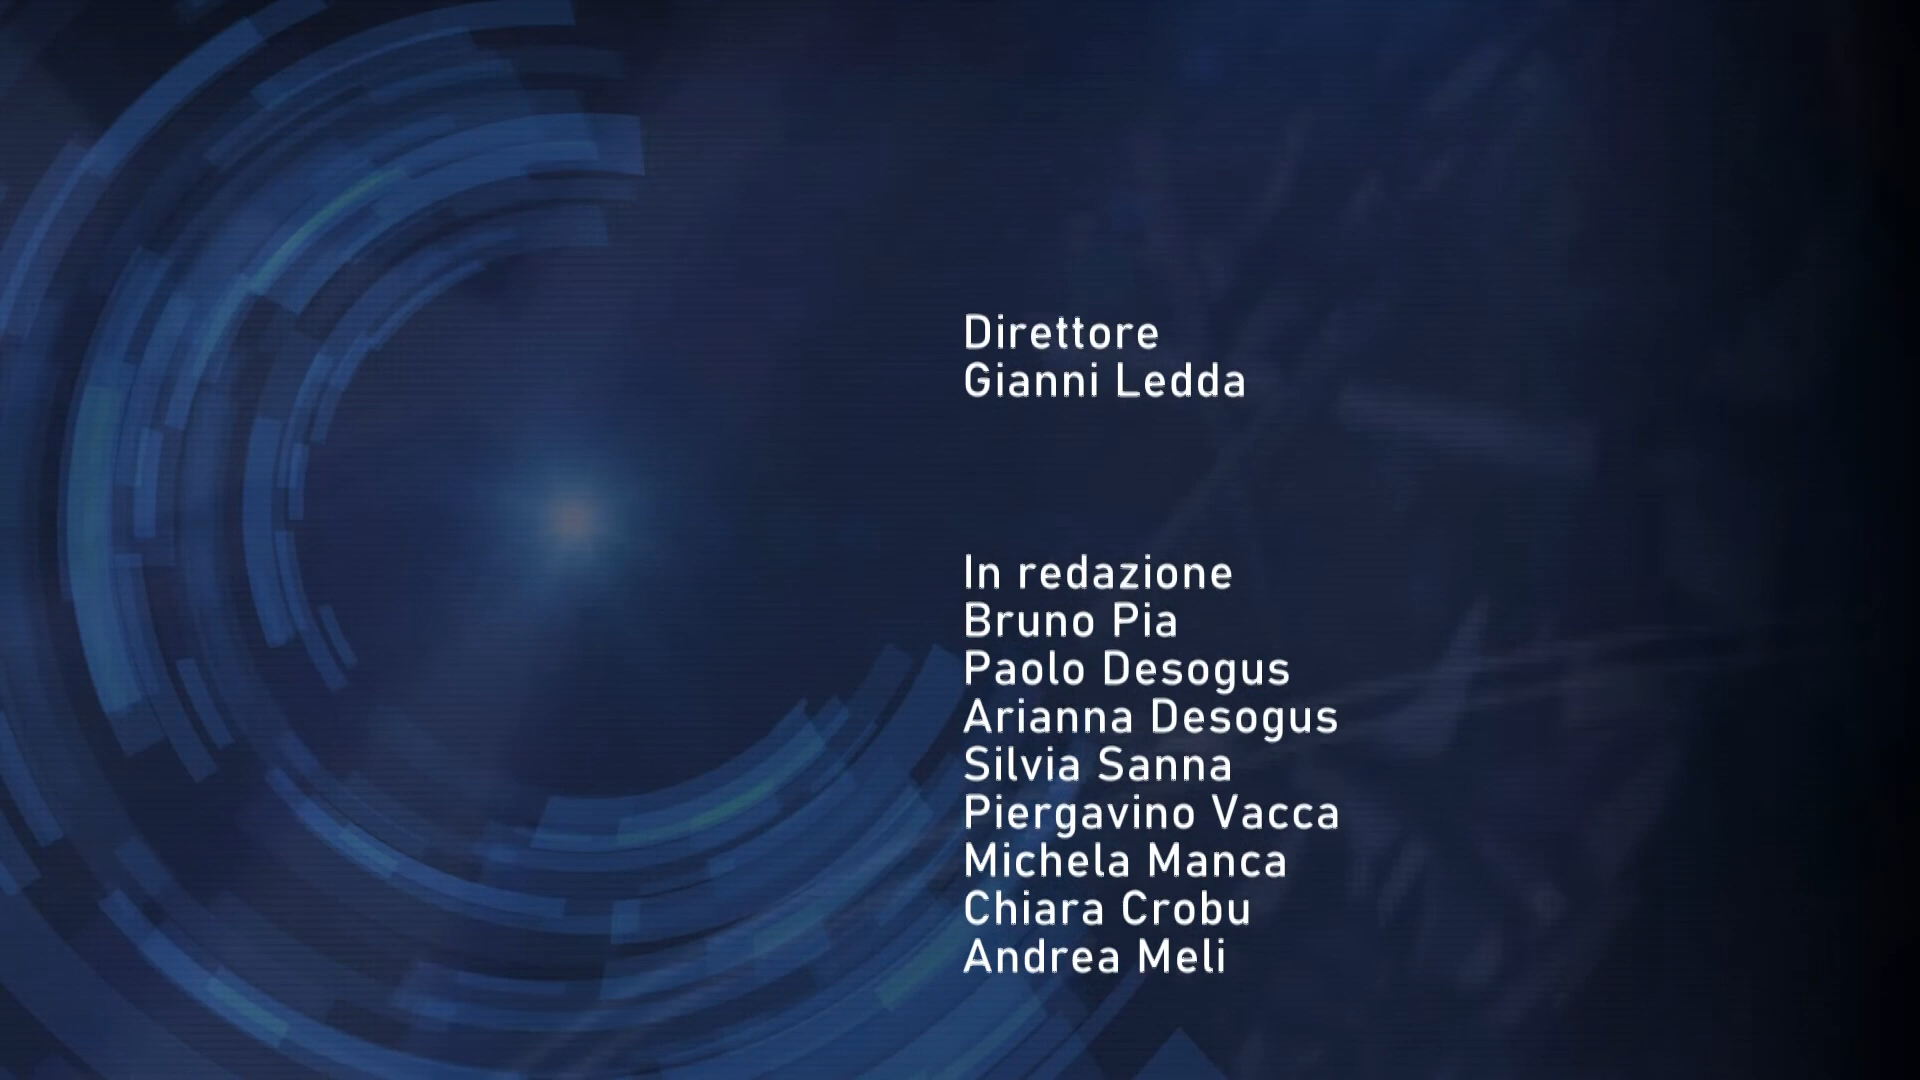 Direttore
Gianni Ledda
In redazione
Bruno Pia
Paolo Desogus
Arianna Desogus
Silvia Sanna
Piergavino Vacca
Michela Manca
Chiara Crobu
Andrea Meli